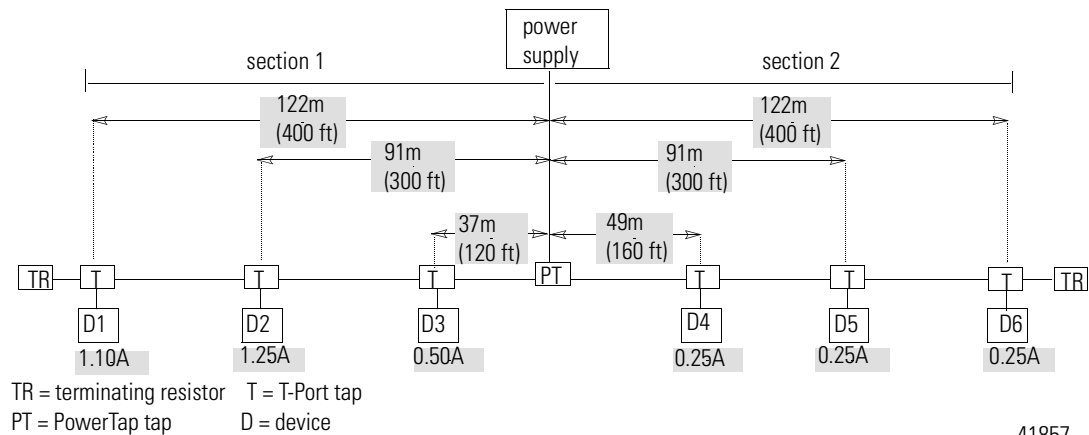 power
supply
section 1
section 2
122m
(400 ft)
122m
(400 ft)
91m
(300 ft)
91m
(300 ft)
37m
(120 ft)
49m
(160 ft)
TR T T T PT T T T TR
D1 D2 D3 D4 D5 D6
1.10A 1.25A 0.50A 0.25A 0.25A 0.25A
TR = terminating resistor T = T-Port tap
PT = PowerTap tap D = device
41857